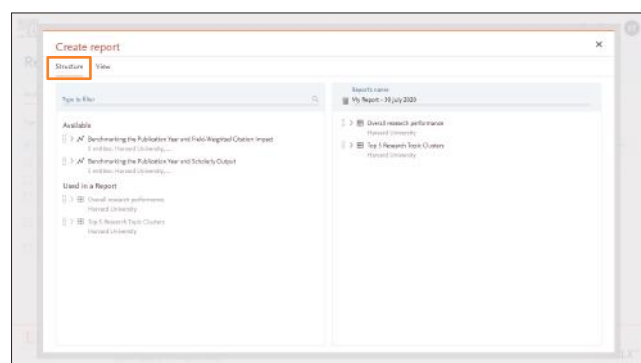 Create report
Structure View
Type to filter
Report's name
My Report - 30 July 2020
Available
Benchmarking the Publication Year and Field-Weighted Citation Impact
5 entities: Harvard University, ...
Benchmarking the Publication Year and Scholarly Output
5 entities: Harvard University, ...
Used in a Report
Overall research performance
Harvard University
Top 5 Research Topic Clusters
Harvard University
Overall research performance
Harvard University
Top 5 Research Topic Clusters
Harvard University